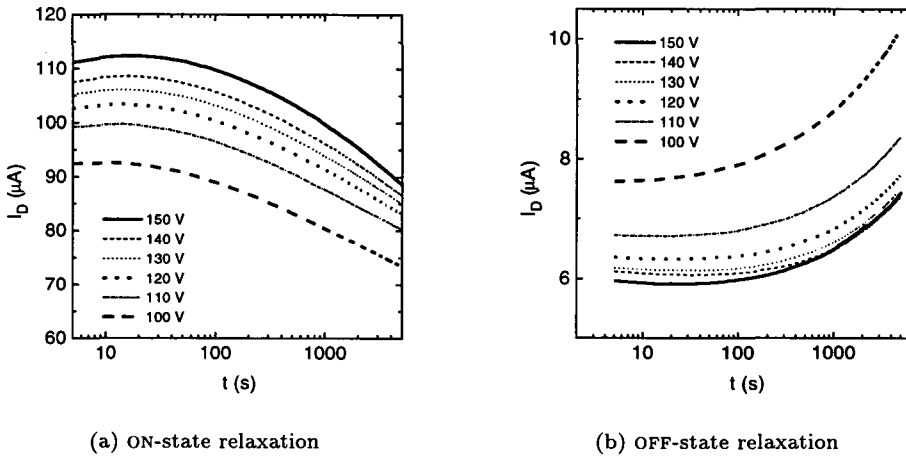 120
110
100
90
80
70
60
I_D (μA)
150 V
140 V
130 V
120 V
110 V
100 V
10
100
1000
t (s)
(a) ON-state relaxation
10
8
6
I_D (μA)
150 V
140 V
130 V
120 V
110 V
100 V
10
100
1000
t (s)
(b) OFF-state relaxation